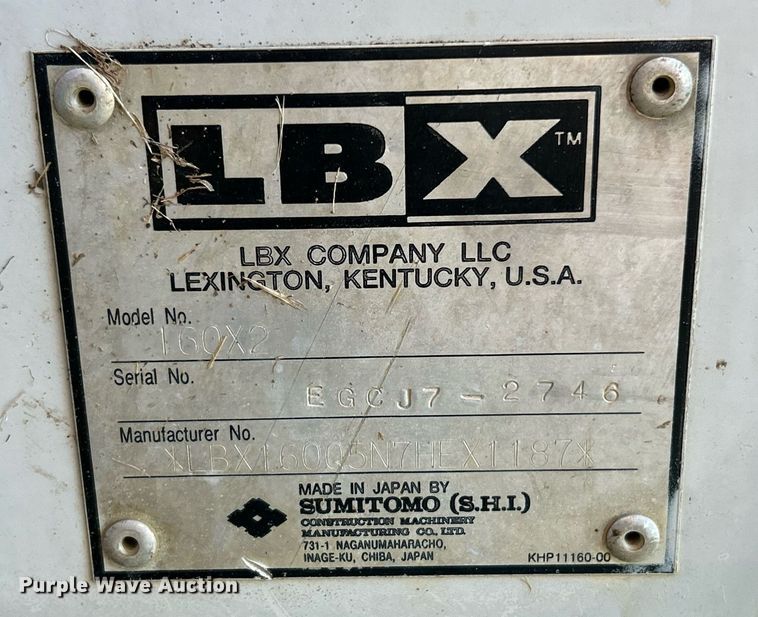 LBX™
LBX COMPANY LLC
LEXINGTON, KENTUCKY, U.S.A.
Model No.
160X2
Serial No.
EGCJ7-2746
Manufacturer No.
*LBX160Q5N7HEX1187*
MADE IN JAPAN BY
SUMITOMO (S.H.I.)
CONSTRUCTION MACHINERY
MANUFACTURING CO., LTD.
731-1 NAGANUMAHARACHO,
INAGE-KU, CHIBA, JAPAN
KHP11160-00
Purple Wave Auction